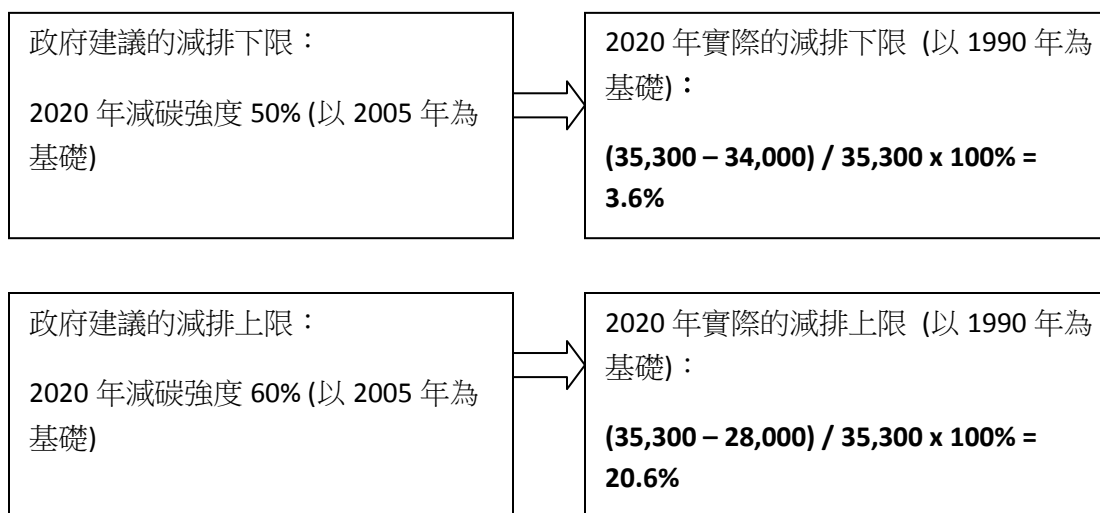 政府建議的減排下限：
2020 年減碳強度 50% (以 2005 年為
基礎)
2020 年實際的減排下限 (以 1990 年為
基礎)：
(35,300 – 34,000) / 35,300 x 100% =
3.6%
政府建議的減排上限：
2020 年減碳強度 60% (以 2005 年為
基礎)
2020 年實際的減排上限 (以 1990 年為
基礎)：
(35,300 – 28,000) / 35,300 x 100% =
20.6%